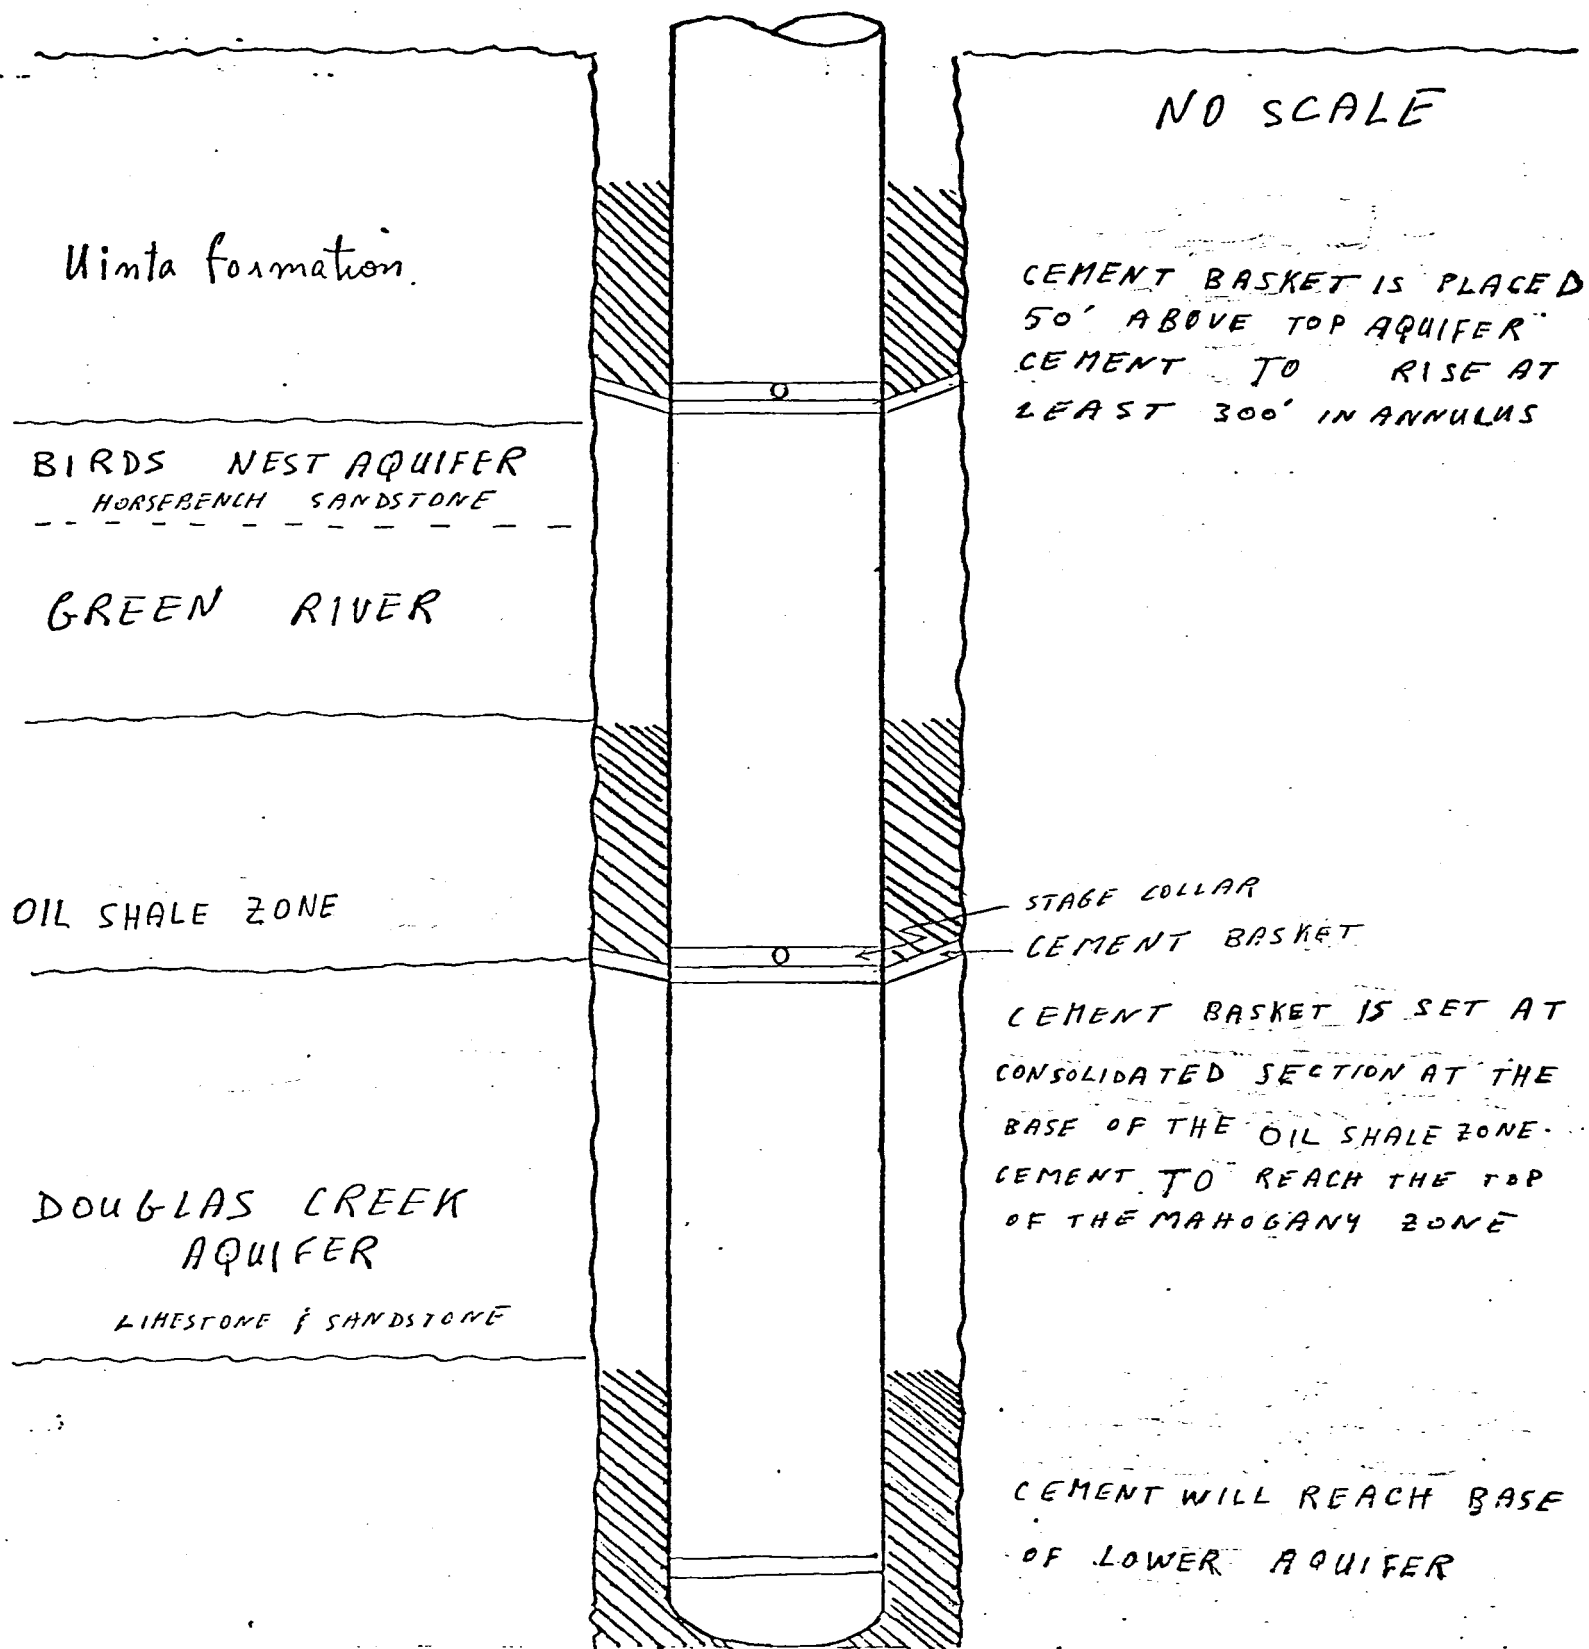 NO SCALE
Uinta formation.
CEMENT BASKET IS PLACED
50' ABOVE TOP AQUIFER
CEMENT TO RISE AT
LEAST 300' IN ANNULUS
BIRDS NEST AQUIFER
HORSEBENCH SANDSTONE
GREEN RIVER
OIL SHALE ZONE
STAGE COLLAR
CEMENT BASKET
CEMENT BASKET IS SET AT
CONSOLIDATED SECTION AT THE
BASE OF THE OIL SHALE ZONE.
CEMENT TO REACH THE TOP
OF THE MAHOGANY ZONE
DOUGLAS CREEK
AQUIFER
LIMESTONE & SANDSTONE
CEMENT WILL REACH BASE
OF LOWER AQUIFER